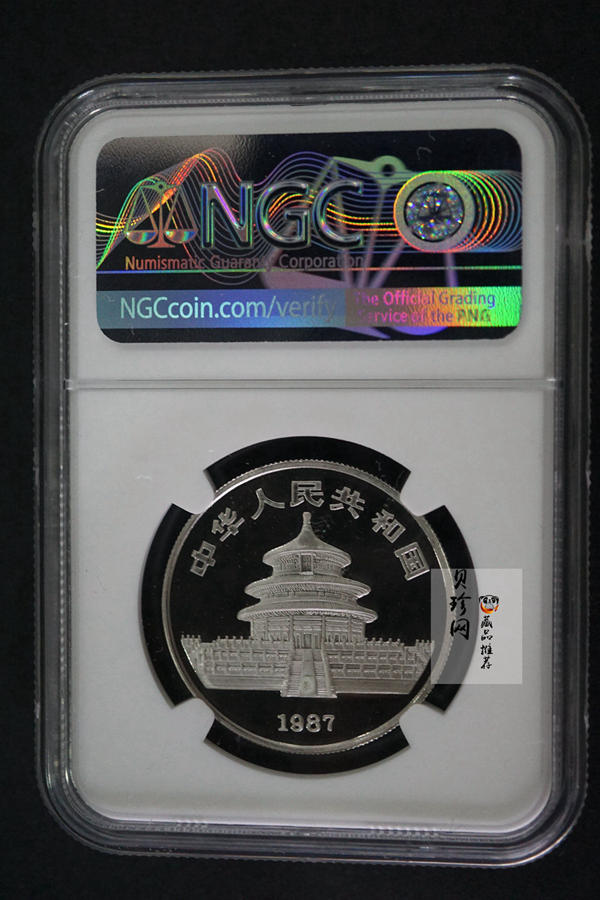 NGC
Numismatic Guaranty Corporation
NGCcoin.com/verify
The Official Grading
Service of the PNG
中华人民共和国
1987
贝珍网
藏品
推荐